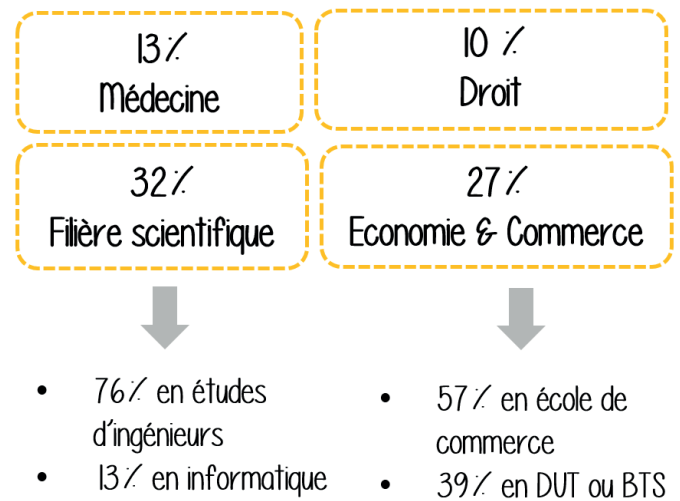 13%
Médecine
10 %
Droit
32%
Filière scientifique
27%
Economie & Commerce
• 76% en études
d'ingénieurs
• 13% en informatique
• 57% en école de
commerce
• 39% en DUT ou BTS